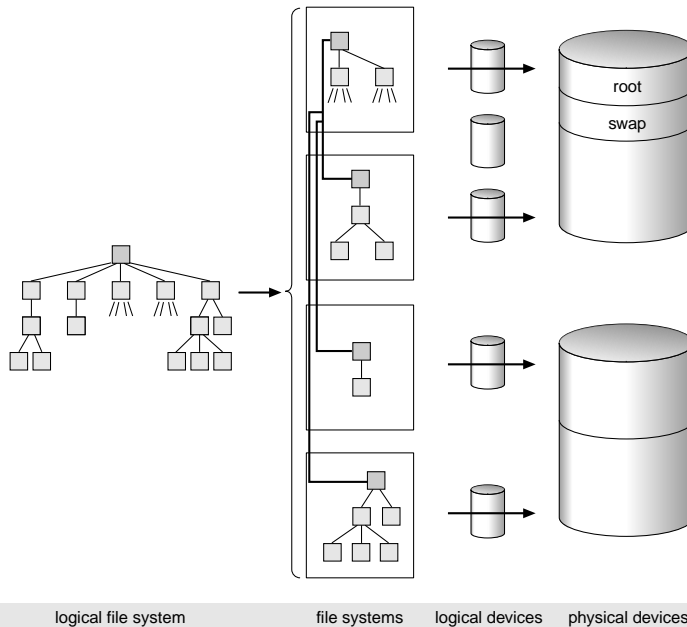 root
swap
logical file system
file systems
logical devices
physical devices